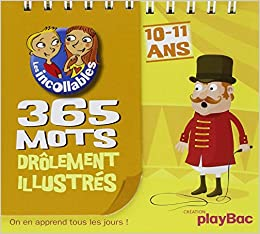 Les Incollables
10-11
ANS
365
MOTS
DRÔLEMENT
ILLUSTRÉS
On en apprend tous les jours !
CRÉATION
playBac